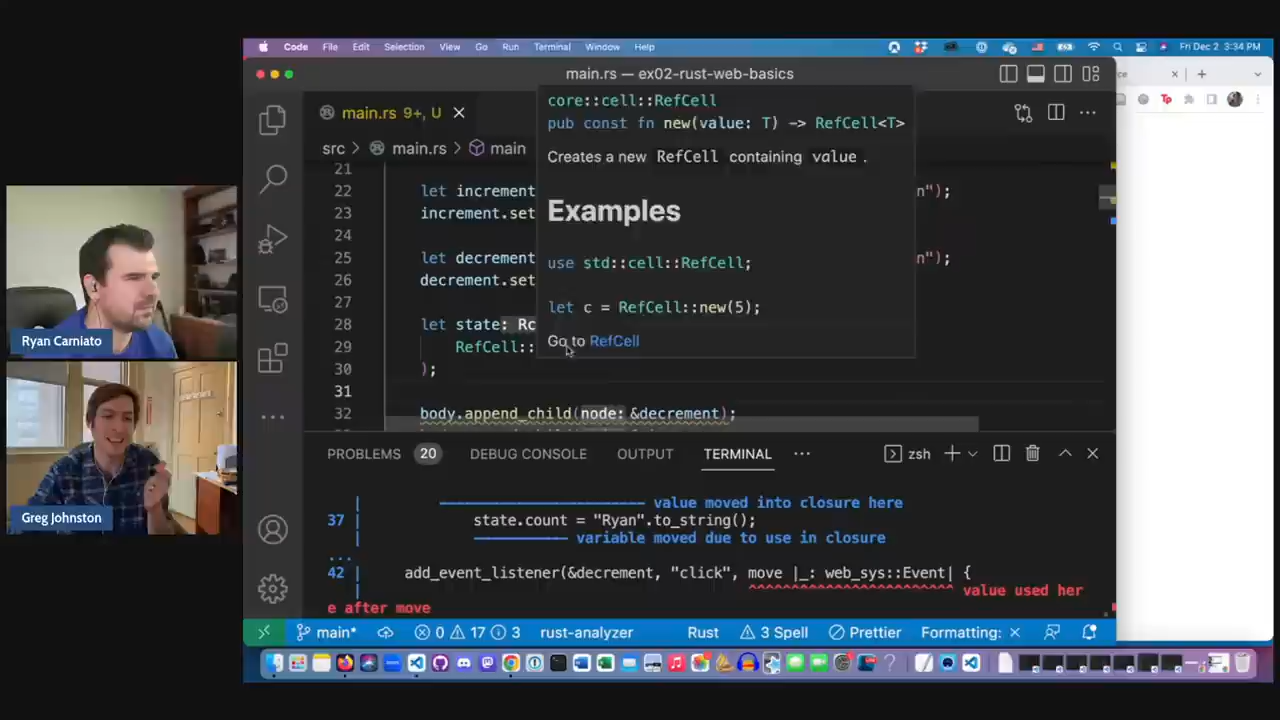 Code File Edit Selection View Go Run Terminal Window Help Fri Dec 2 3:34 PM
main.rs — ex02-rust-web-basics
main.rs 9+, U
src > main.rs > main
core::cell::RefCell
pub const fn new(value: T) -> RefCell<T>
Creates a new RefCell containing value .
Examples
use std::cell::RefCell;
let c = RefCell::new(5);
Go to RefCell
21
22 let increment n");
23 increment.set
24
25 let decrement n");
26 decrement.set
27
28 let state: Rc
29 RefCell::
30 );
31
32 body.append_child(node: &decrement);
PROBLEMS 20 DEBUG CONSOLE OUTPUT TERMINAL ··· zsh
| ------------------------ value moved into closure here
37 | state.count = "Ryan".to_string();
| ----------- variable moved due to use in closure
...
42 | add_event_listener(&decrement, "click", move |_: web_sys::Event| {
| ^^^^^^^^^^^^^^^^^^^^^^^ value used her
e after move
main* 0 17 3 rust-analyzer Rust 3 Spell Prettier Formatting: ×
Ryan Carniato
Greg Johnston
Tp